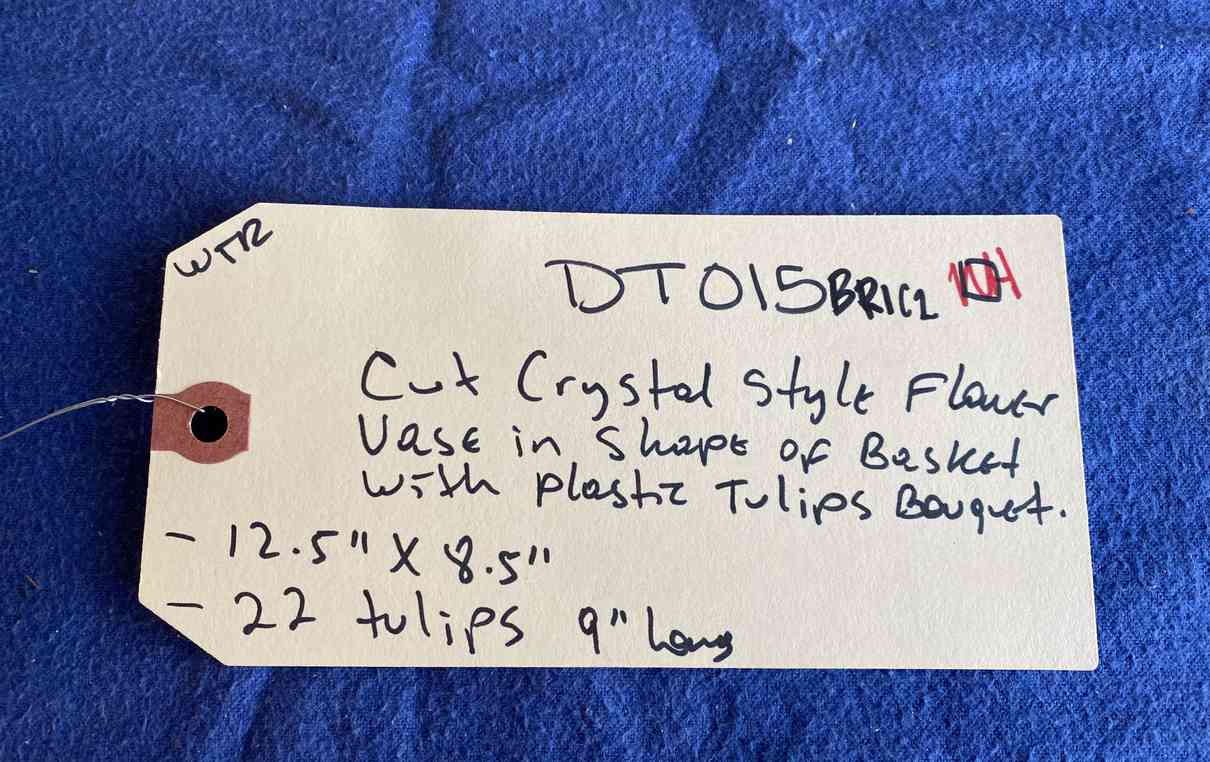 WTR
DT015BR1C2
Cut Crystal Style Flower
Vase in Shape of Basket
with plastic Tulips Bouquet.
- 12.5" X 8.5"
- 22 tulips 9" Long